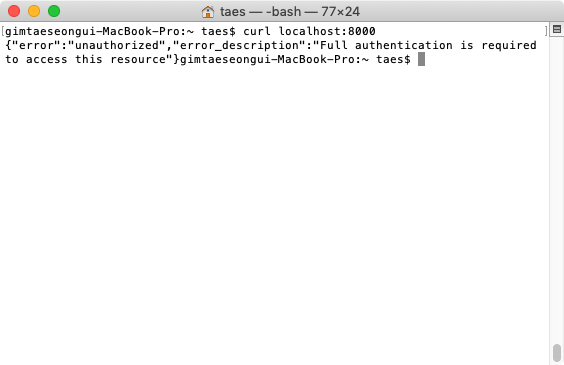 taes — -bash — 77×24
[gimtaeseongui-MacBook-Pro:~ taes$ curl localhost:8000]
{"error":"unauthorized","error_description":"Full authentication is required
to access this resource"}gimtaeseongui-MacBook-Pro:~ taes$